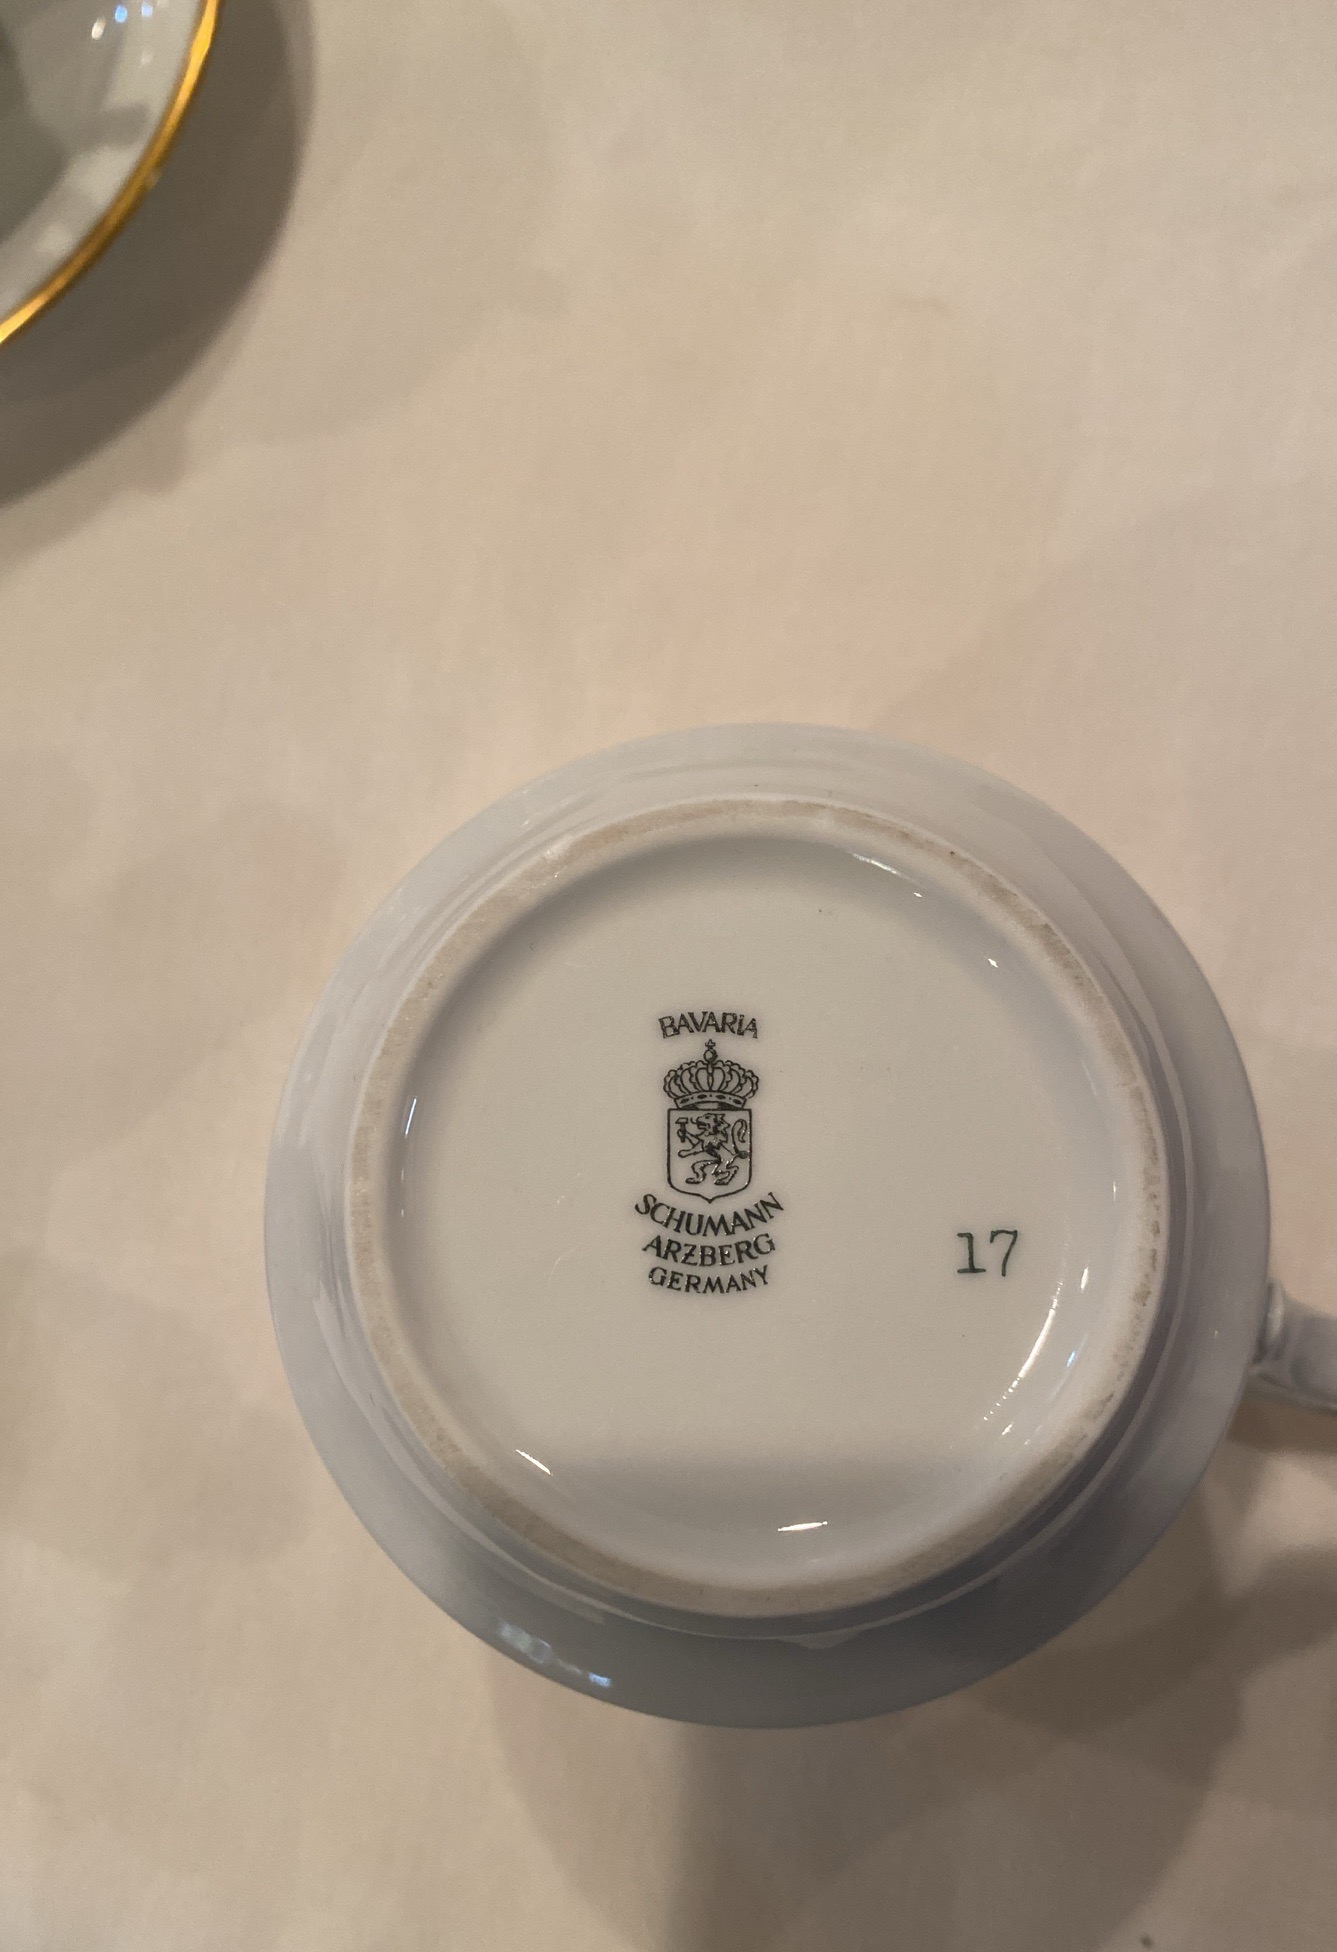 BAVARIA
SCHUMANN
ARZBERG
GERMANY
17